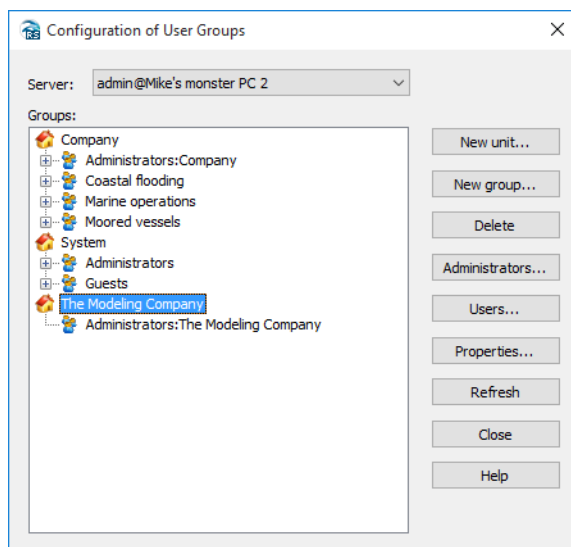 RS
Configuration of User Groups
Server: admin@Mike's monster PC 2
Groups:
Company
Administrators:Company
Coastal flooding
Marine operations
Moored vessels
System
Administrators
Guests
The Modeling Company
Administrators:The Modeling Company
New unit...
New group...
Delete
Administrators...
Users...
Properties...
Refresh
Close
Help